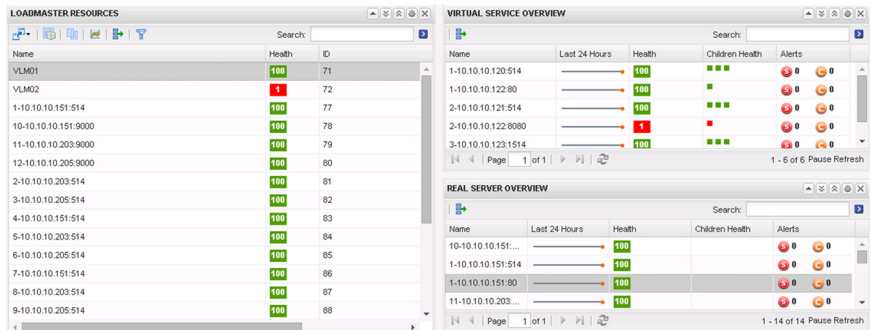 LOADMASTER RESOURCES
Search:
Name Health ID
VLM01 100 71
VLM02 1 72
1-10.10.10.151:514 100 77
10-10.10.10.151:9000 100 78
11-10.10.10.203:9000 100 79
12-10.10.10.205:9000 100 80
2-10.10.10.203:514 100 81
3-10.10.10.205:514 100 82
4-10.10.10.151:514 100 83
5-10.10.10.203:514 100 84
6-10.10.10.205:514 100 85
7-10.10.10.151:514 100 86
8-10.10.10.203:514 100 87
9-10.10.10.205:514 100 88
VIRTUAL SERVICE OVERVIEW
Search:
Name Last 24 Hours Health Children Health Alerts
1-10.10.10.120:514 100 S 0 C 0
1-10.10.10.122:80 100 S 0 C 0
2-10.10.10.121:514 100 S 0 C 0
2-10.10.10.122:8080 1 S 0 C 0
3-10.10.10.123:1514 100 S 0 C 0
Page 1 of 1 1 - 6 of 6 Pause Refresh
REAL SERVER OVERVIEW
Search:
Name Last 24 Hours Health Children Health Alerts
10-10.10.10.151:... 100 S 0 C 0
1-10.10.10.151:514 100 S 0 C 0
1-10.10.10.151:80 100 S 0 C 0
11-10.10.10.203:... 100 S 0 C 0
Page 1 of 1 1 - 14 of 14 Pause Refresh